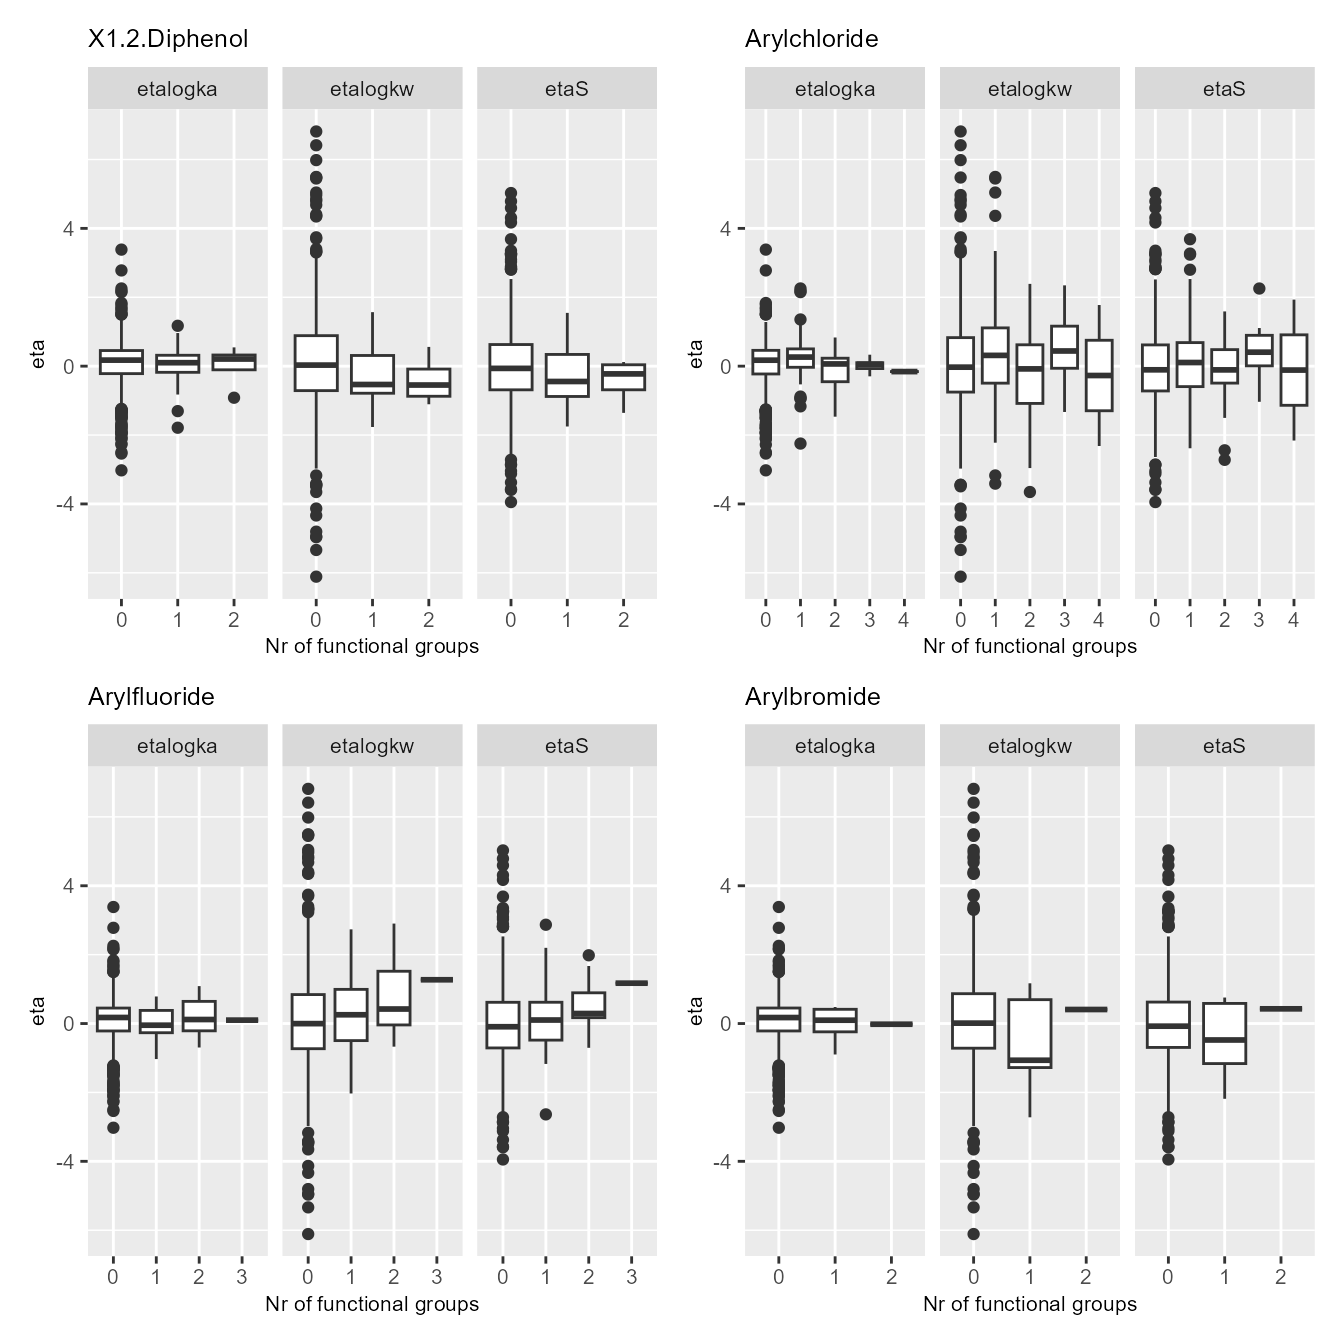 X1.2.Diphenol
etalogka etalogkw etaS
eta
4
0
-4
0 1 2 0 1 2 0 1 2
Nr of functional groups
Arylchloride
etalogka etalogkw etaS
eta
4
0
-4
0 1 2 3 4 0 1 2 3 4 0 1 2 3 4
Nr of functional groups
Arylfluoride
etalogka etalogkw etaS
eta
4
0
-4
0 1 2 3 0 1 2 3 0 1 2 3
Nr of functional groups
Arylbromide
etalogka etalogkw etaS
eta
4
0
-4
0 1 2 0 1 2 0 1 2
Nr of functional groups